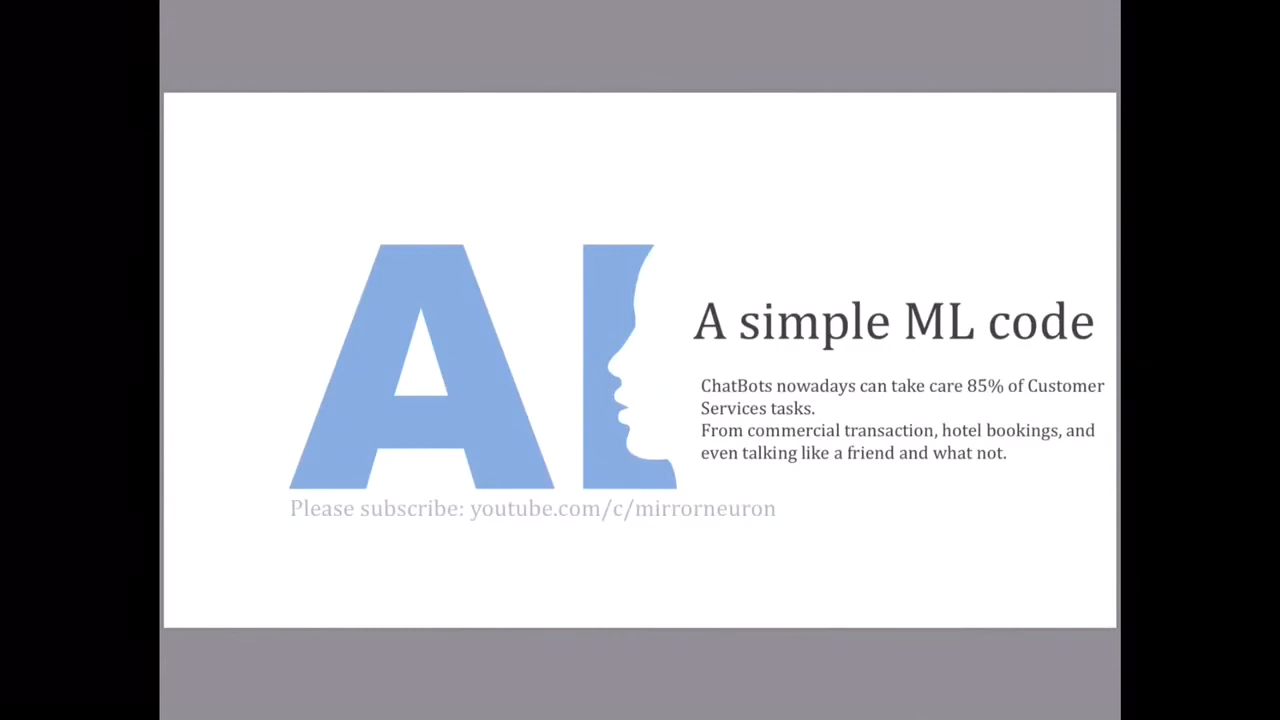 AI
A simple ML code
ChatBots nowadays can take care 85% of Customer
Services tasks.
From commercial transaction, hotel bookings, and
even talking like a friend and what not.
Please subscribe: youtube.com/c/mirrorneuron